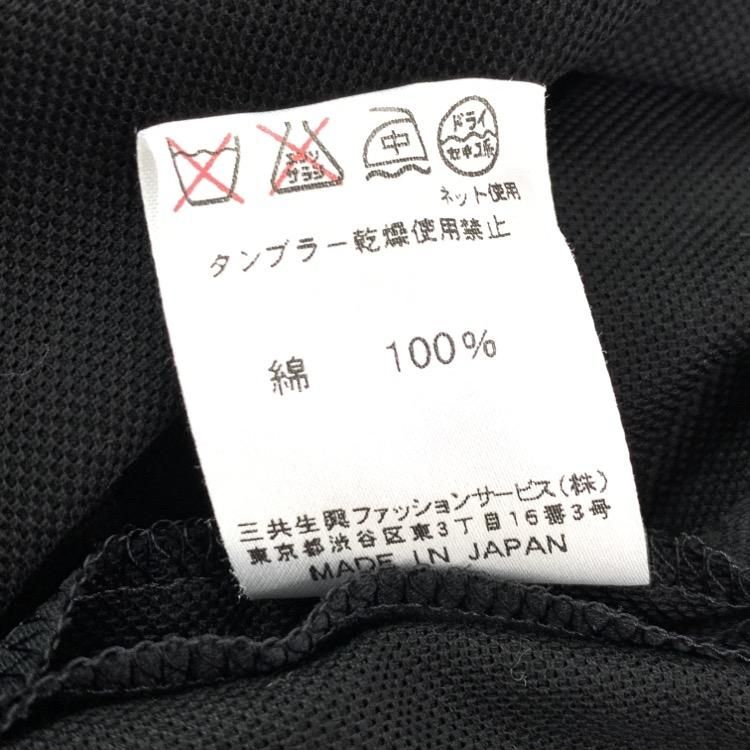 エンソサラシ
中
ドライ
セキユ系
ネット使用
タンブラー乾燥使用禁止
綿 100%
三共生興ファッションサービス(株)
東京都渋谷区東3丁目16番3号
MADE IN JAPAN